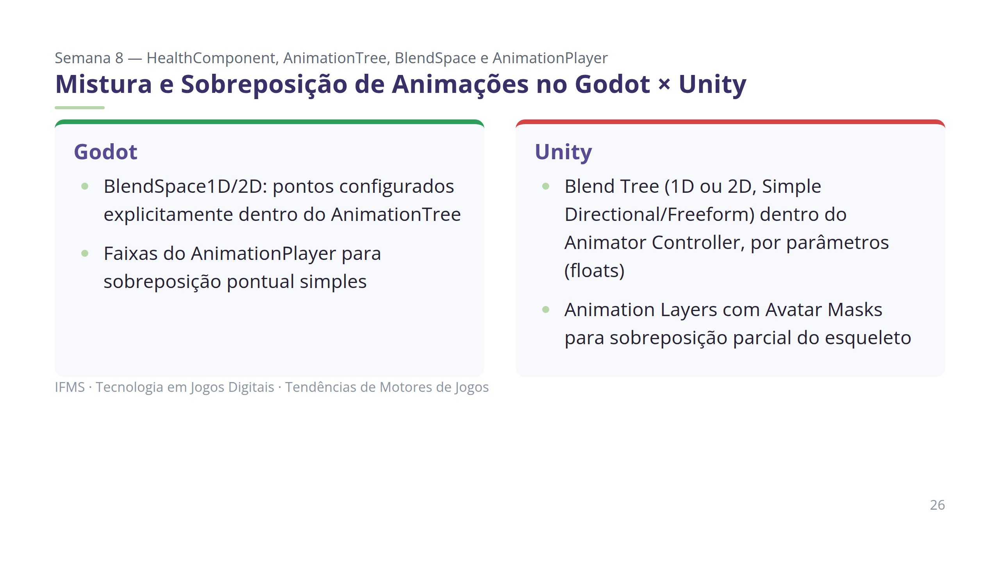 Semana 8 — HealthComponent, AnimationTree, BlendSpace e AnimationPlayer
Mistura e Sobreposição de Animações no Godot × Unity
Godot
BlendSpace1D/2D: pontos configurados
explicitamente dentro do AnimationTree
Faixas do AnimationPlayer para
sobreposição pontual simples
Unity
Blend Tree (1D ou 2D, Simple
Directional/Freeform) dentro do
Animator Controller, por parâmetros
(floats)
Animation Layers com Avatar Masks
para sobreposição parcial do esqueleto
IFMS · Tecnologia em Jogos Digitais · Tendências de Motores de Jogos
26